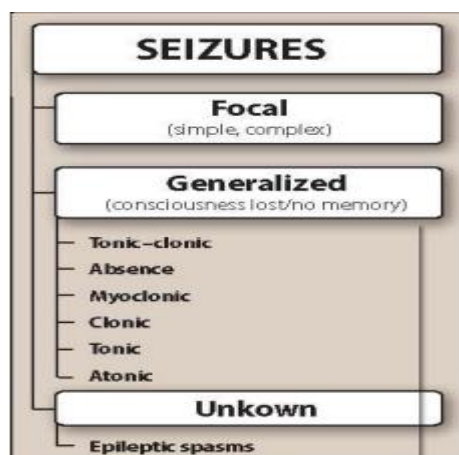 SEIZURES
Focal
(simple, complex)
Generalized
(consciousness lost/no memory)
Tonic-clonic
Absence
Myoclonic
Clonic
Tonic
Atonic
Unkown
Epileptic spasms